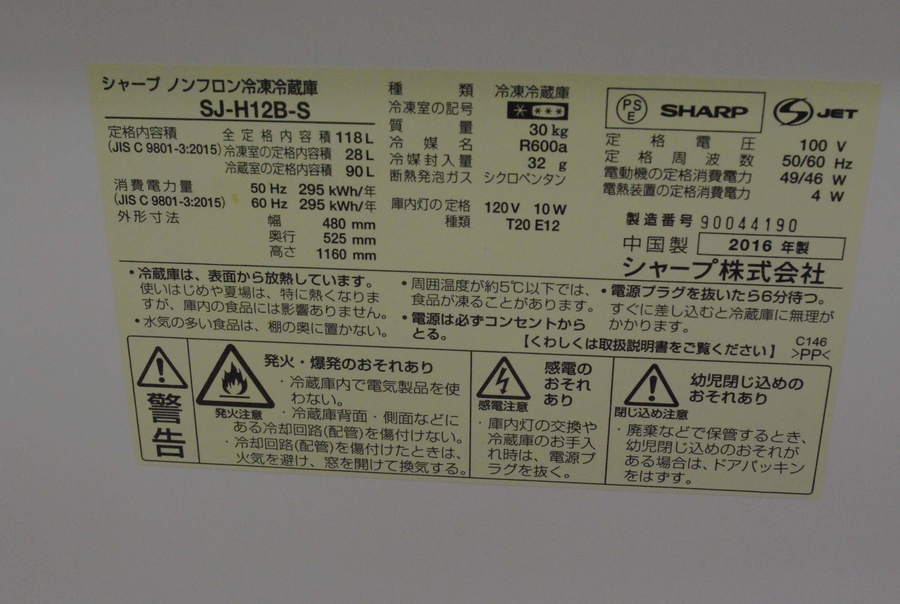 シャープ ノンフロン冷凍冷蔵庫
SJ-H12B-S
定格内容積 全定格内容積 118 L
(JIS C 9801-3:2015) 冷凍室の定格内容積 28 L
冷蔵室の定格内容積 90 L
消費電力量 50 Hz 295 kWh/年
(JIS C 9801-3:2015) 60 Hz 295 kWh/年
外形寸法 幅 480 mm
奥行 525 mm
高さ 1160 mm
種類 冷凍冷蔵庫
冷凍室の記号 * ***
質量 30 kg
冷媒名 R600a
冷媒封入量 32 g
断熱発泡ガス シクロペンタン
庫内灯の定格 120 V 10 W
種類 T20 E12
PS E SHARP JET
定格電圧 100 V
定格周波数 50/60 Hz
電動機の定格消費電力 49/46 W
電熱装置の定格消費電力 4 W
製造番号 90044190
中国製 2016 年製
シャープ株式会社
・冷蔵庫は、表面から放熱しています。
使いはじめや夏場は、特に熱くなりま
すが、庫内の食品には影響ありません。
・水気の多い食品は、棚の奥に置かない。
・周囲温度が約5℃以下では、
食品が凍ることがあります。
・電源は必ずコンセントから
とる。
・電源プラグを抜いたら6分待つ。
すぐに差し込むと冷蔵庫に無理が
かかります。
【くわしくは取扱説明書をご覧ください】
C146
>PP<
警告
発火注意
発火・爆発のおそれあり
・冷蔵庫内で電気製品を使
わない。
・冷蔵庫背面・側面などに
ある冷却回路(配管)を傷付けない。
・冷却回路(配管)を傷付けたときは、
火気を避け、窓を開けて換気する。
感電注意
感電の
おそれ
あり
・庫内灯の交換や
冷蔵庫のお手入
れ時は、電源プ
ラグを抜く。
閉じ込め注意
幼児閉じ込めの
おそれあり
・廃棄などで保管するとき、
幼児閉じ込めのおそれが
ある場合は、ドアパッキン
をはずす。